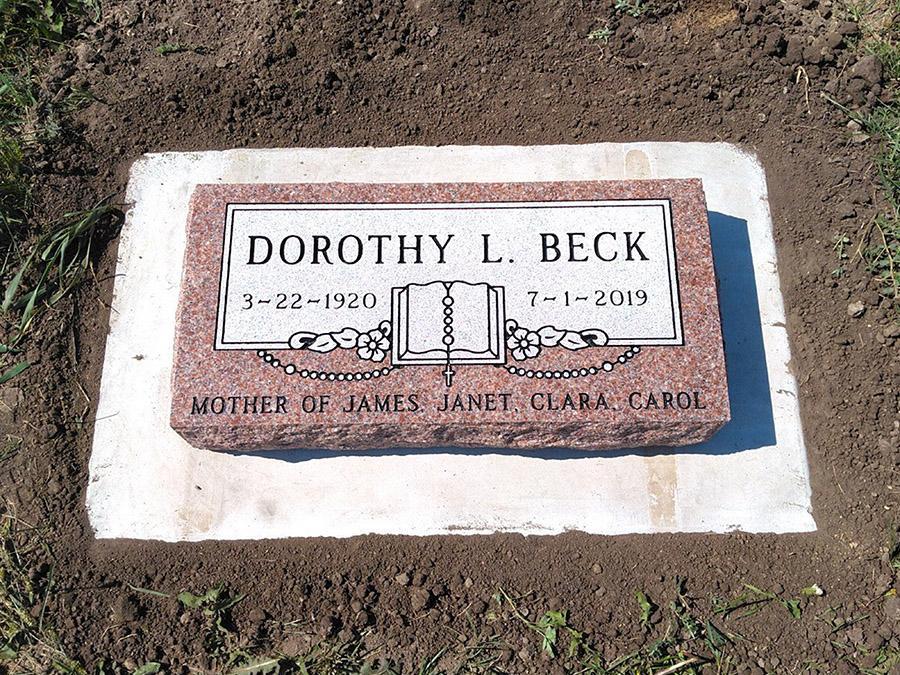 DOROTHY L. BECK
3-22-1920 7-1-2019
MOTHER OF JAMES, JANET, CLARA, CAROL